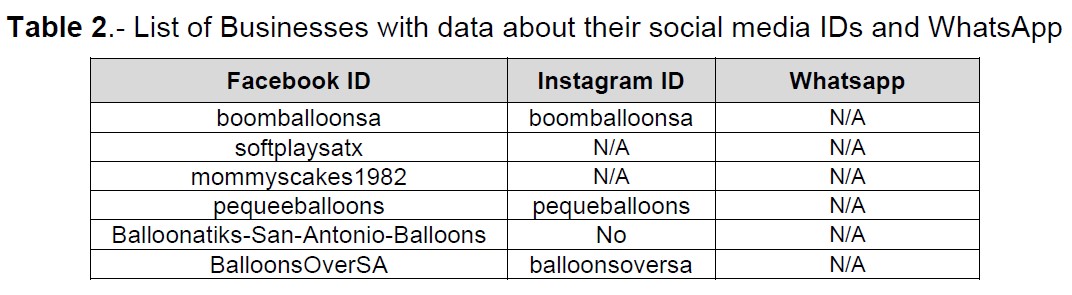 Table 2.- List of Businesses with data about their social media IDs and WhatsApp
Facebook ID Instagram ID Whatsapp
boomballoonsa boomballoonsa N/A
softplaysatx N/A N/A
mommyscakes1982 N/A N/A
pequeeballoons pequeballoons N/A
Balloonatiks-San-Antonio-Balloons No N/A
BalloonsOverSA balloonsoversa N/A